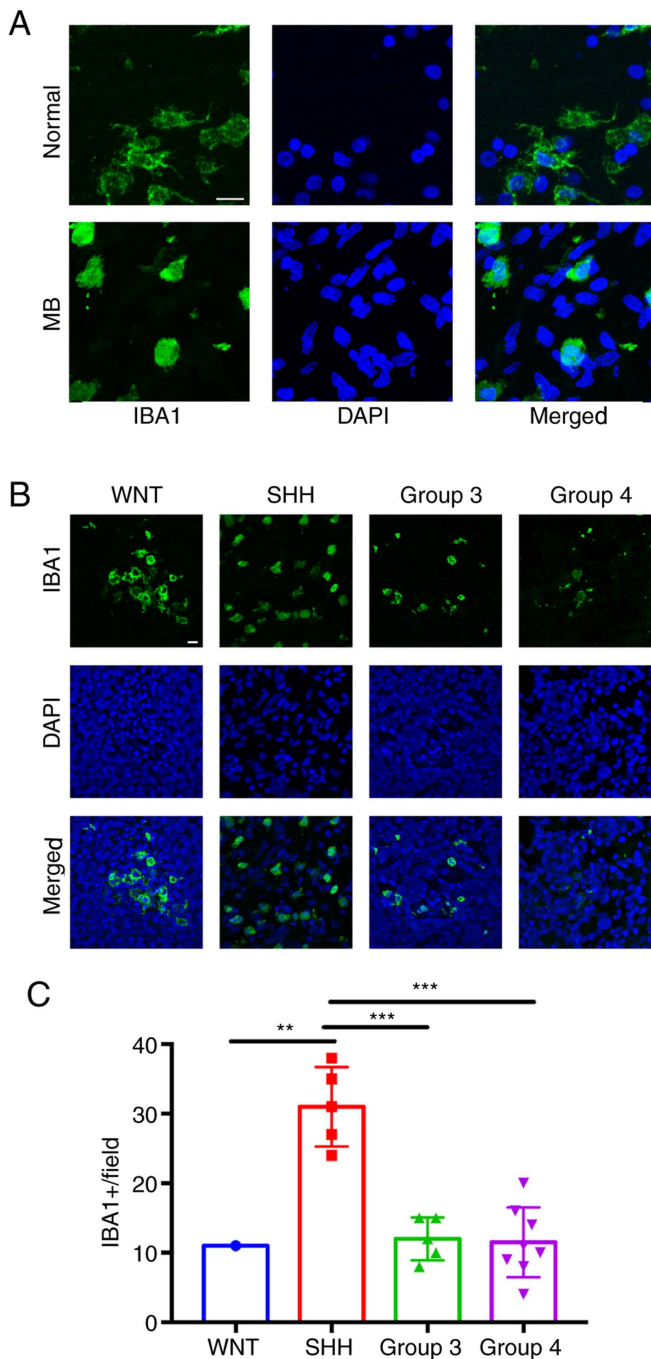 A
Normal
MB
IBA1 DAPI Merged
B
WNT SHH Group 3 Group 4
IBA1
DAPI
Merged
C
***
** ***
40
30
20
10
0
IBA1+/field
WNT SHH Group 3 Group 4